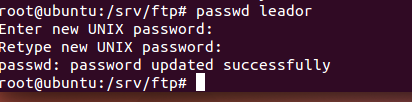 root@ubuntu:/srv/ftp# passwd leador
Enter new UNIX password:
Retype new UNIX password:
passwd: password updated successfully
root@ubuntu:/srv/ftp#